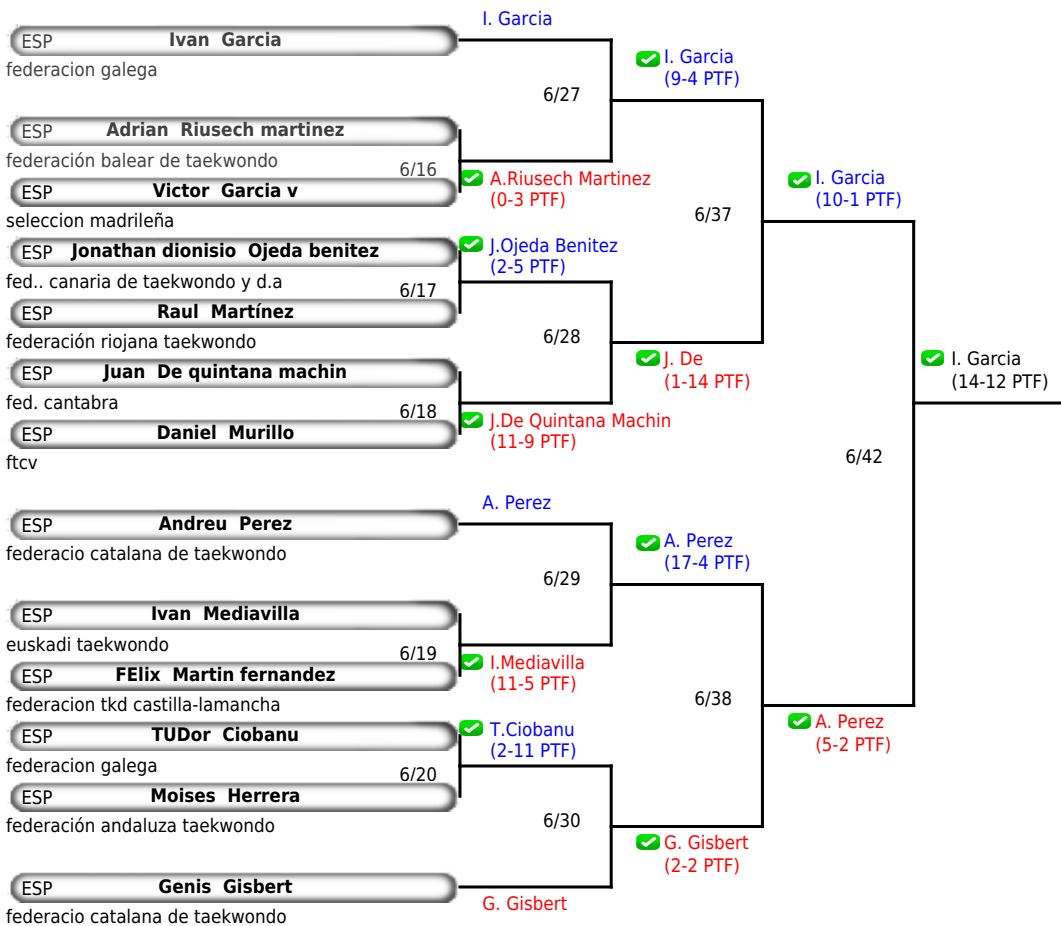 I. Garcia
ESP Ivan Garcia
federacion galega
I. Garcia
(9-4 PTF)
6/27
ESP Adrian Riusech martinez
federación balear de taekwondo
6/16
A.Riusech Martinez
(0-3 PTF)
I. Garcia
(10-1 PTF)
ESP Victor Garcia v
seleccion madrileña
6/37
ESP Jonathan dionisio Ojeda benitez
J.Ojeda Benitez
(2-5 PTF)
fed.. canaria de taekwondo y d.a
6/17
ESP Raul Martínez
federación riojana taekwondo
6/28
J. De
(1-14 PTF)
I. Garcia
(14-12 PTF)
ESP Juan De quintana machin
fed. cantabra
6/18
J.De Quintana Machin
(11-9 PTF)
ESP Daniel Murillo
ftcv
6/42
A. Perez
ESP Andreu Perez
federacio catalana de taekwondo
A. Perez
(17-4 PTF)
6/29
ESP Ivan Mediavilla
euskadi taekwondo
6/19
I.Mediavilla
(11-5 PTF)
ESP FElix Martin fernandez
federacion tkd castilla-lamancha
6/38
A. Perez
(5-2 PTF)
ESP TUDor Ciobanu
T.Ciobanu
(2-11 PTF)
federacion galega
6/20
ESP Moises Herrera
federación andaluza taekwondo
6/30
G. Gisbert
(2-2 PTF)
ESP Genis Gisbert
G. Gisbert
federacio catalana de taekwondo